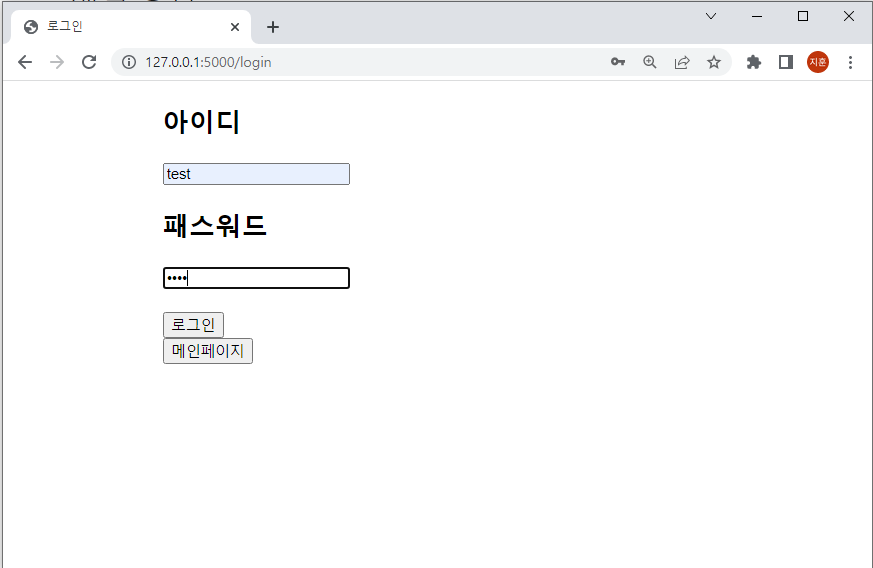 로그인
127.0.0.1:5000/login
지훈
아이디
test
패스워드
••••
로그인
메인페이지